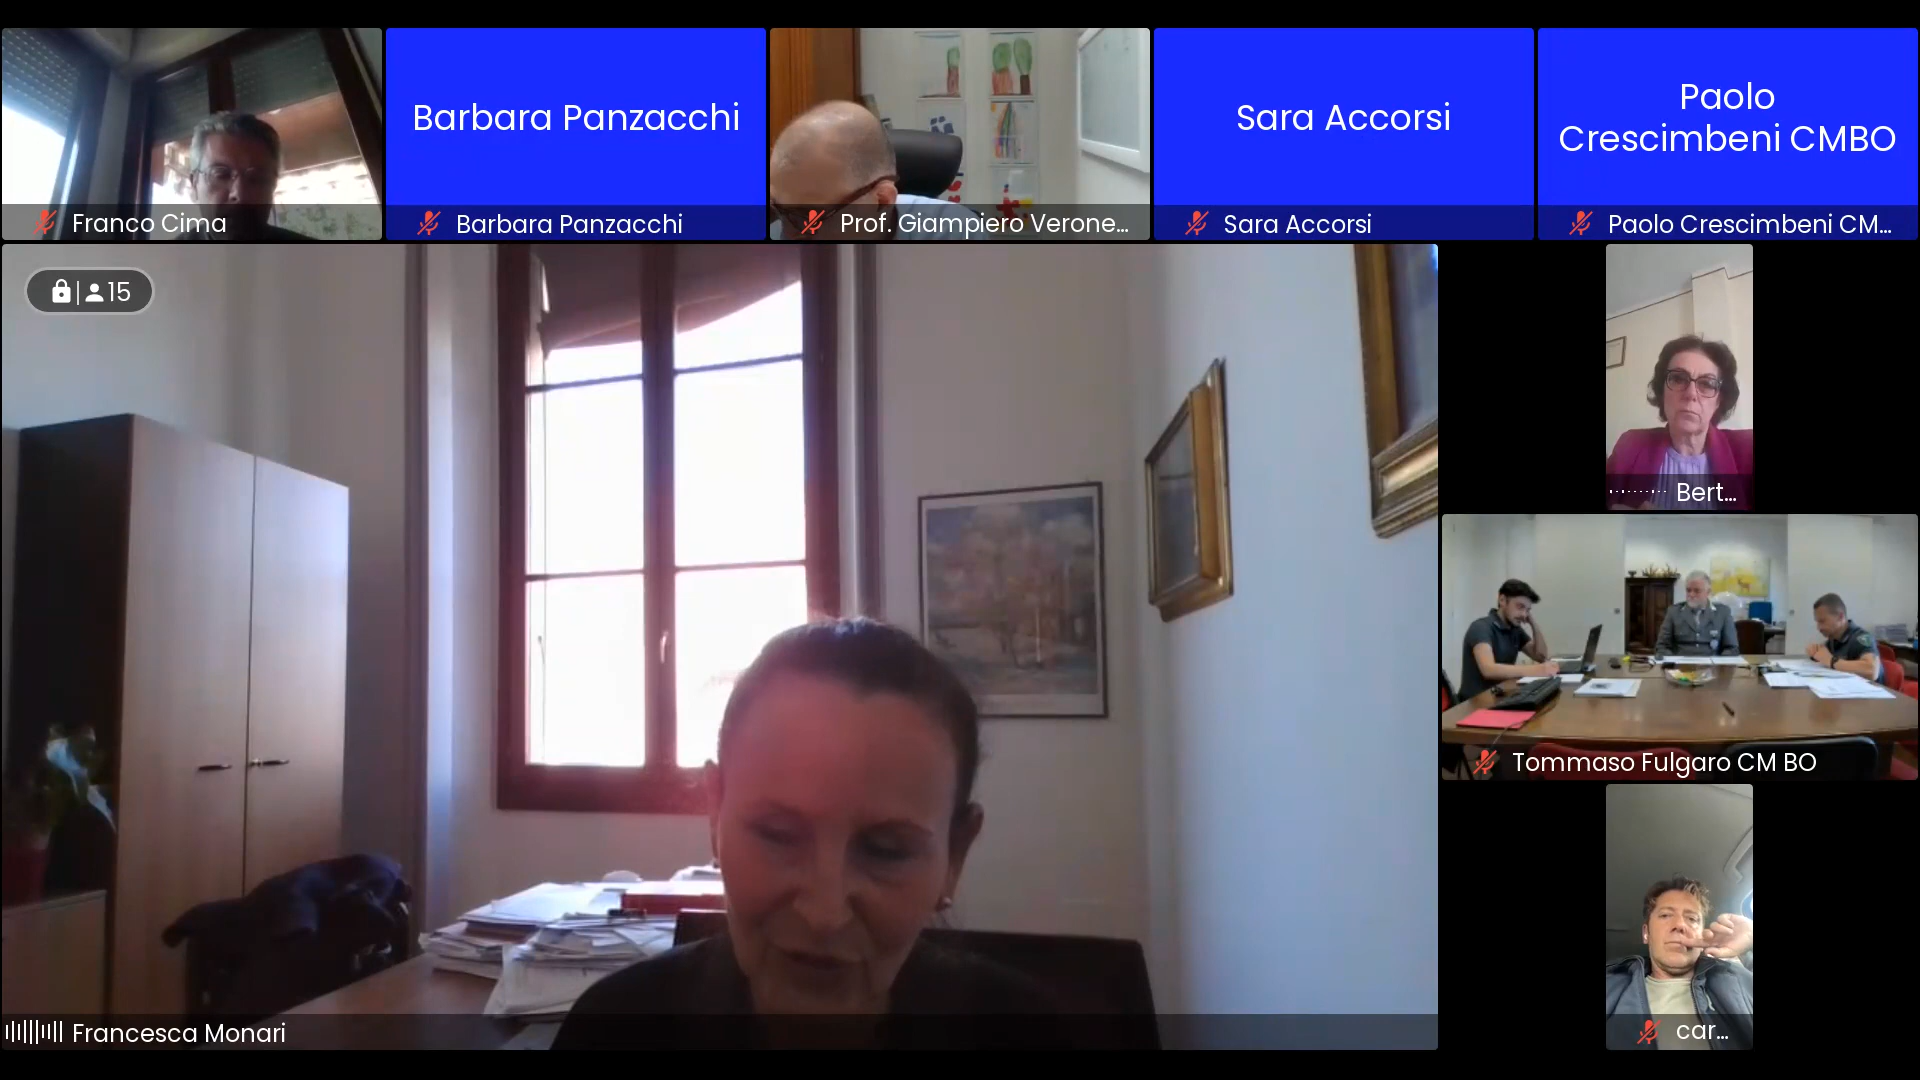 Barbara Panzacchi
Sara Accorsi
Paolo
Crescimbeni CMBO
Franco Cima
Barbara Panzacchi
Prof. Giampiero Verone...
Sara Accorsi
Paolo Crescimbeni CM...
15
Bert...
Tommaso Fulgaro CM BO
Francesca Monari
car...